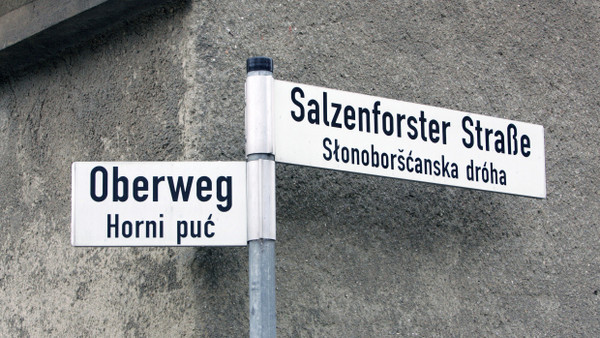 Salzenforster Straße
Słonoboršćanska dróha
Oberweg
Horni puć